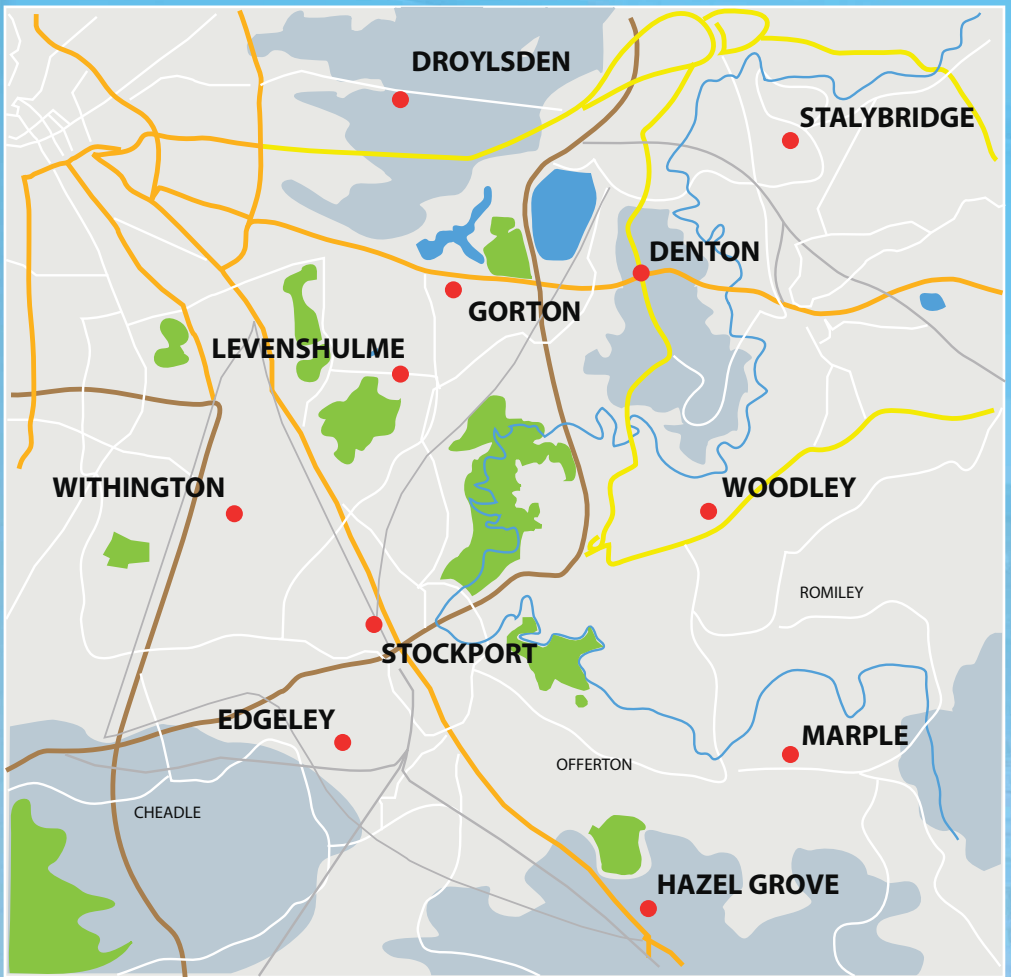 DROYLSDEN
STALYBRIDGE
DENTON
GORTON
LEVENSHULME
WITHINGTON
WOODLEY
ROMILEY
STOCKPORT
EDGELEY
MARPLE
OFFERTON
CHEADLE
HAZEL GROVE